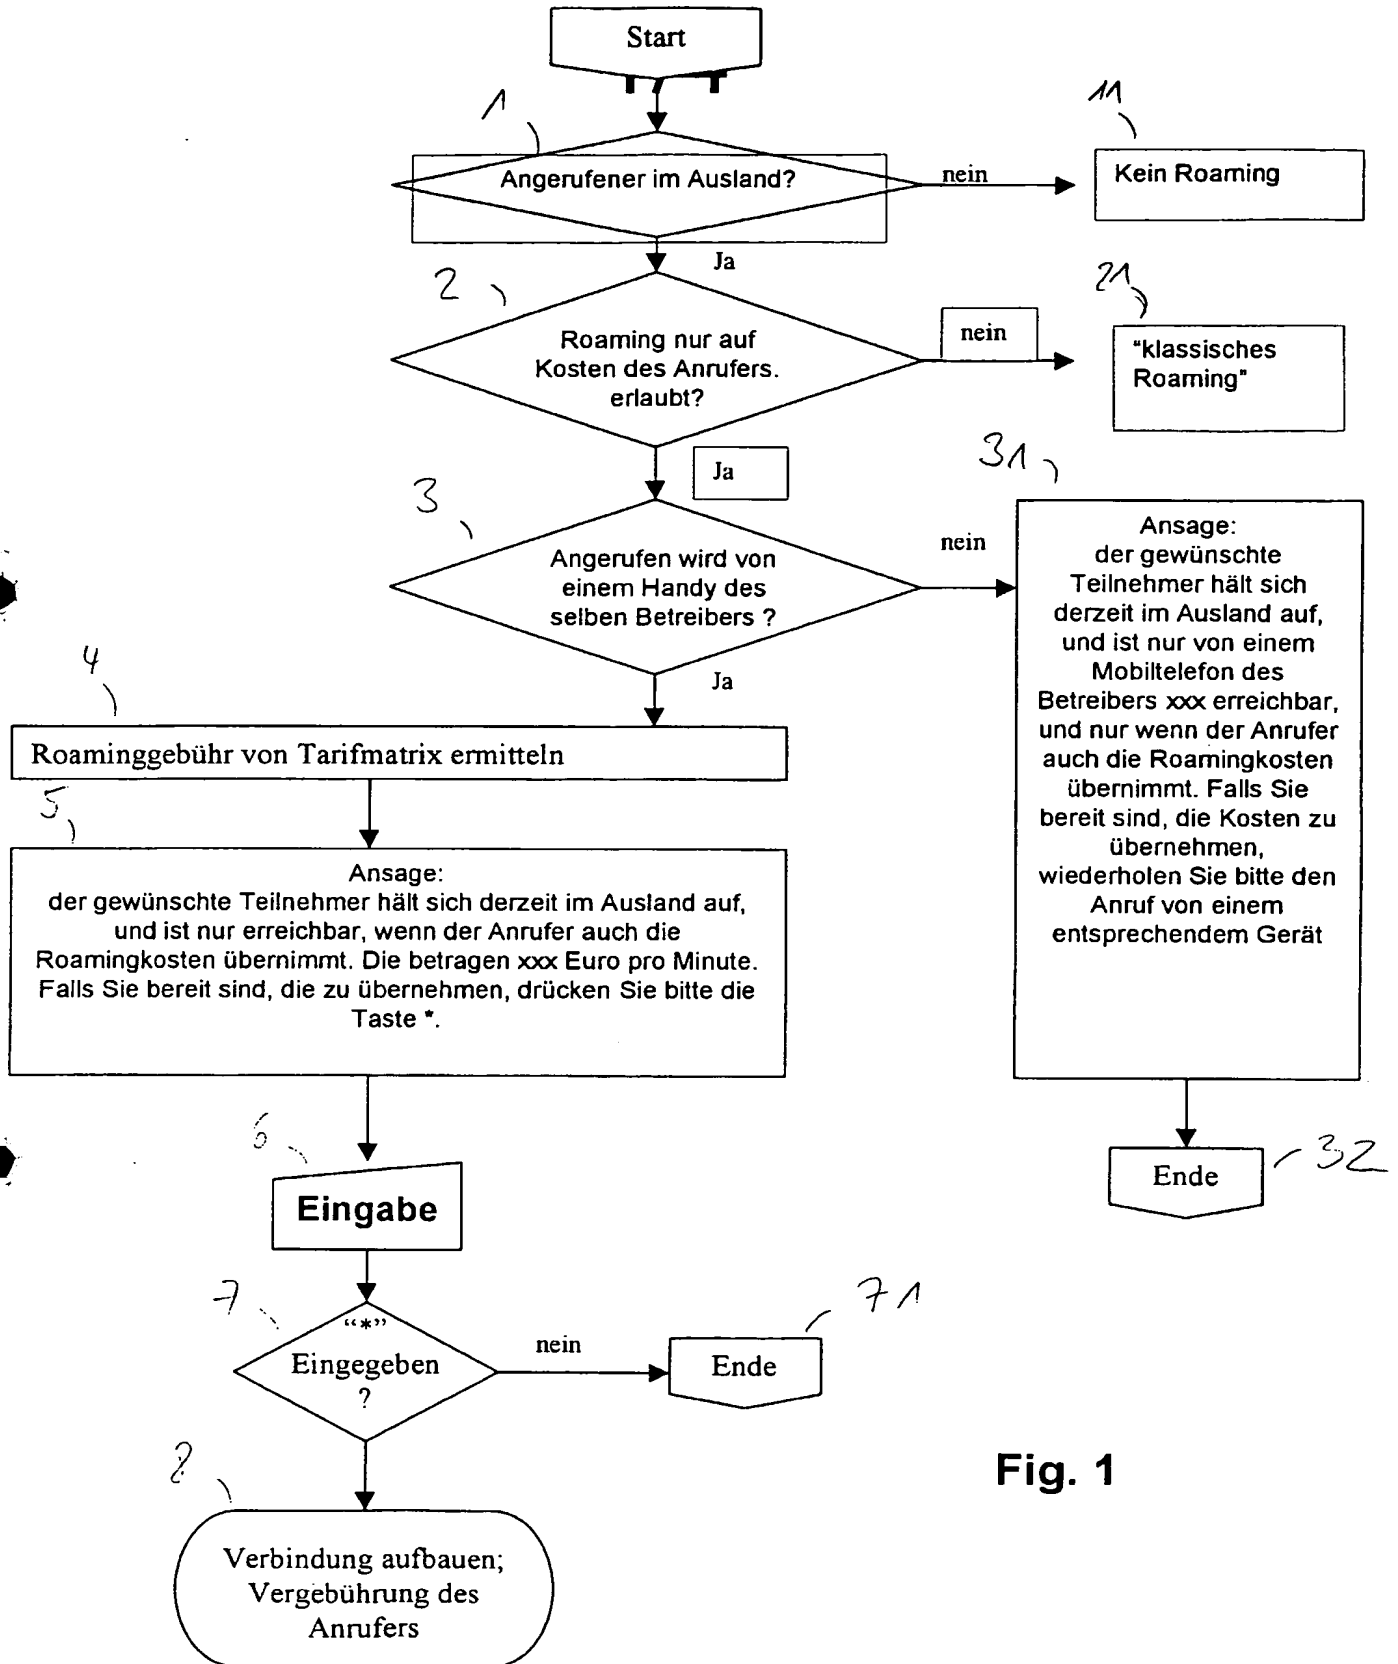 Start
1
11
Angerufener im Ausland?
nein
Kein Roaming
Ja
2
21
Roaming nur auf
Kosten des Anrufers.
erlaubt?
nein
"klassisches
Roaming"
Ja
3
31
Angerufen wird von
einem Handy des
selben Betreibers ?
nein
Ansage:
der gewünschte
Teilnehmer hält sich
derzeit im Ausland auf,
und ist nur von einem
Mobiltelefon des
Betreibers xxx erreichbar,
und nur wenn der Anrufer
auch die Roamingkosten
übernimmt. Falls Sie
bereit sind, die Kosten zu
übernehmen,
wiederholen Sie bitte den
Anruf von einem
entsprechendem Gerät
Ja
4
Roaminggebühr von Tarifmatrix ermitteln
5
Ansage:
der gewünschte Teilnehmer hält sich derzeit im Ausland auf,
und ist nur erreichbar, wenn der Anrufer auch die
Roamingkosten übernimmt. Die betragen xxx Euro pro Minute.
Falls Sie bereit sind, die zu übernehmen, drücken Sie bitte die
Taste *.
6
Eingabe
Ende
32
7
“*”
Eingegeben
?
nein
71
Ende
8
Verbindung aufbauen;
Vergebührung des
Anrufers
Fig. 1